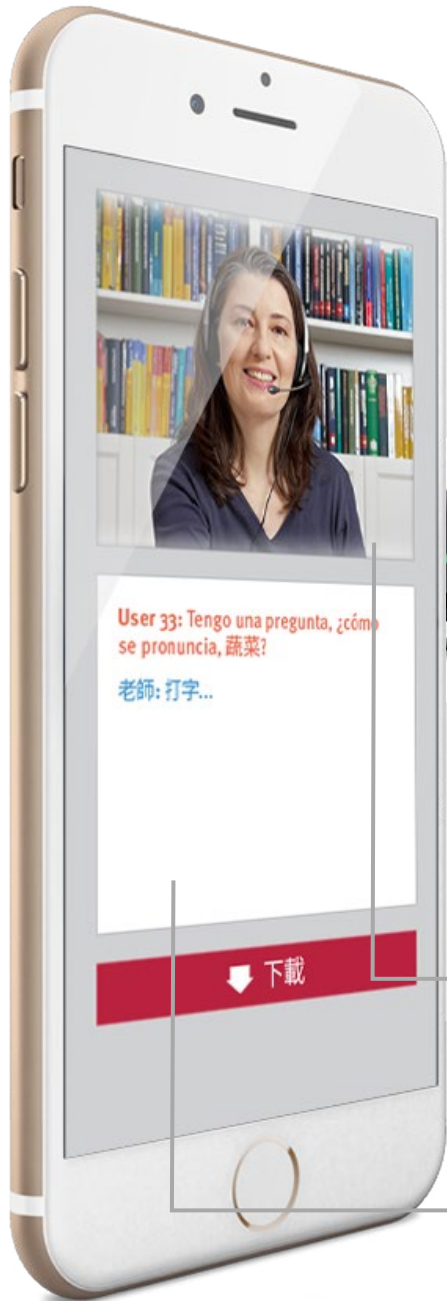 User 33: Tengo una pregunta, ¿cómo
se pronuncia, 蔬菜?
老師: 打字...
下載